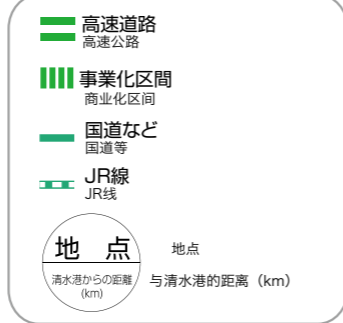 高速道路
高速公路
事業化区間
商业化区间
国道など
国道等
JR線
JR线
地　点
地点
清水港からの距離
(km)
与清水港的距离（km）